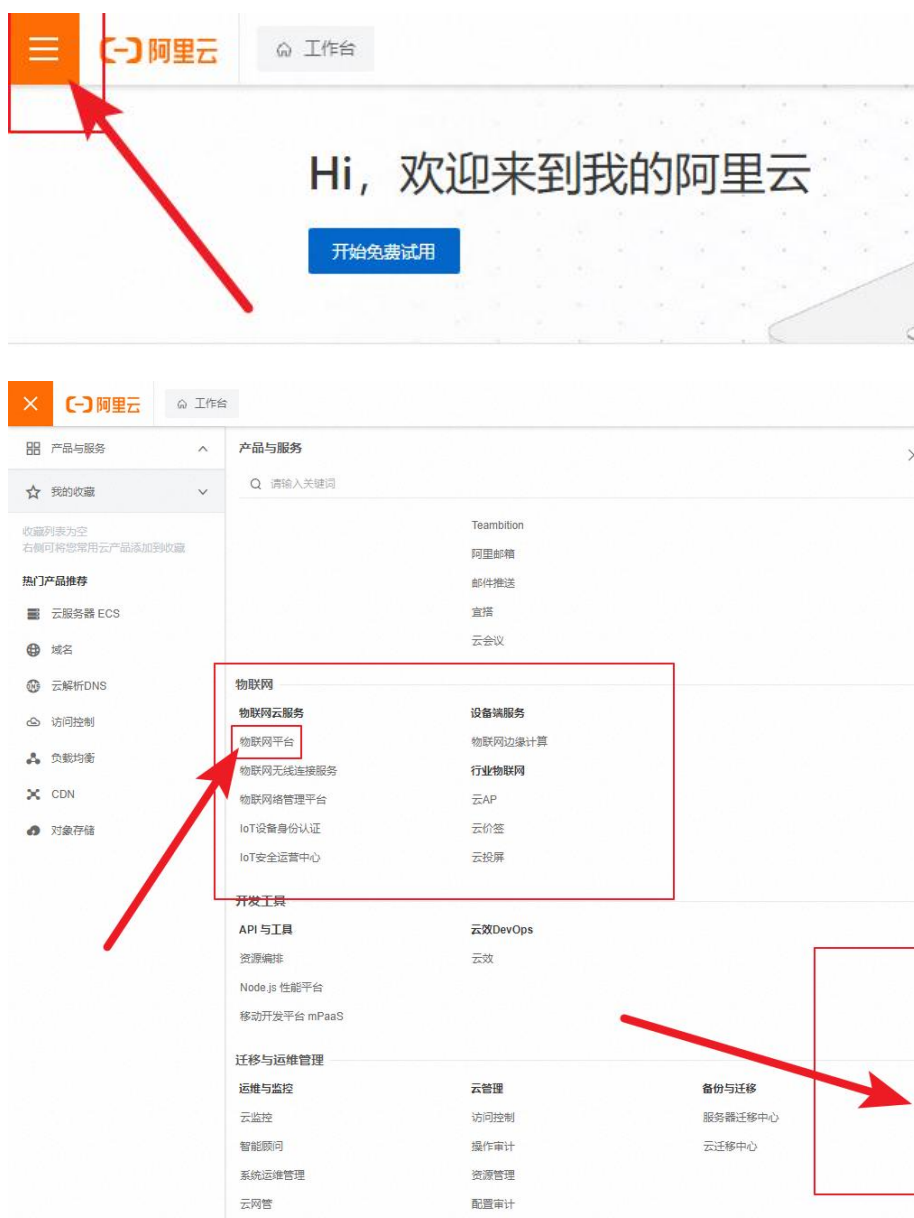 阿里云
工作台
Hi，欢迎来到我的阿里云
开始免费试用
阿里云
工作台
产品与服务
我的收藏
收藏列表为空
右侧可将您常用云产品添加到收藏
热门产品推荐
云服务器 ECS
域名
云解析DNS
访问控制
负载均衡
CDN
对象存储
产品与服务
请输入关键词
Teambition
阿里邮箱
邮件推送
宜搭
云会议
物联网
物联网云服务
设备端服务
物联网平台
物联网边缘计算
物联网无线连接服务
行业物联网
物联网络管理平台
云AP
IoT设备身份认证
云价签
IoT安全运营中心
云投屏
开发工具
API 与工具
云效DevOps
资源编排
云效
Node.js 性能平台
移动开发平台 mPaaS
迁移与运维管理
运维与监控
云管理
备份与迁移
云监控
访问控制
服务器迁移中心
智能顾问
操作审计
云迁移中心
系统运维管理
资源管理
云网管
配置审计